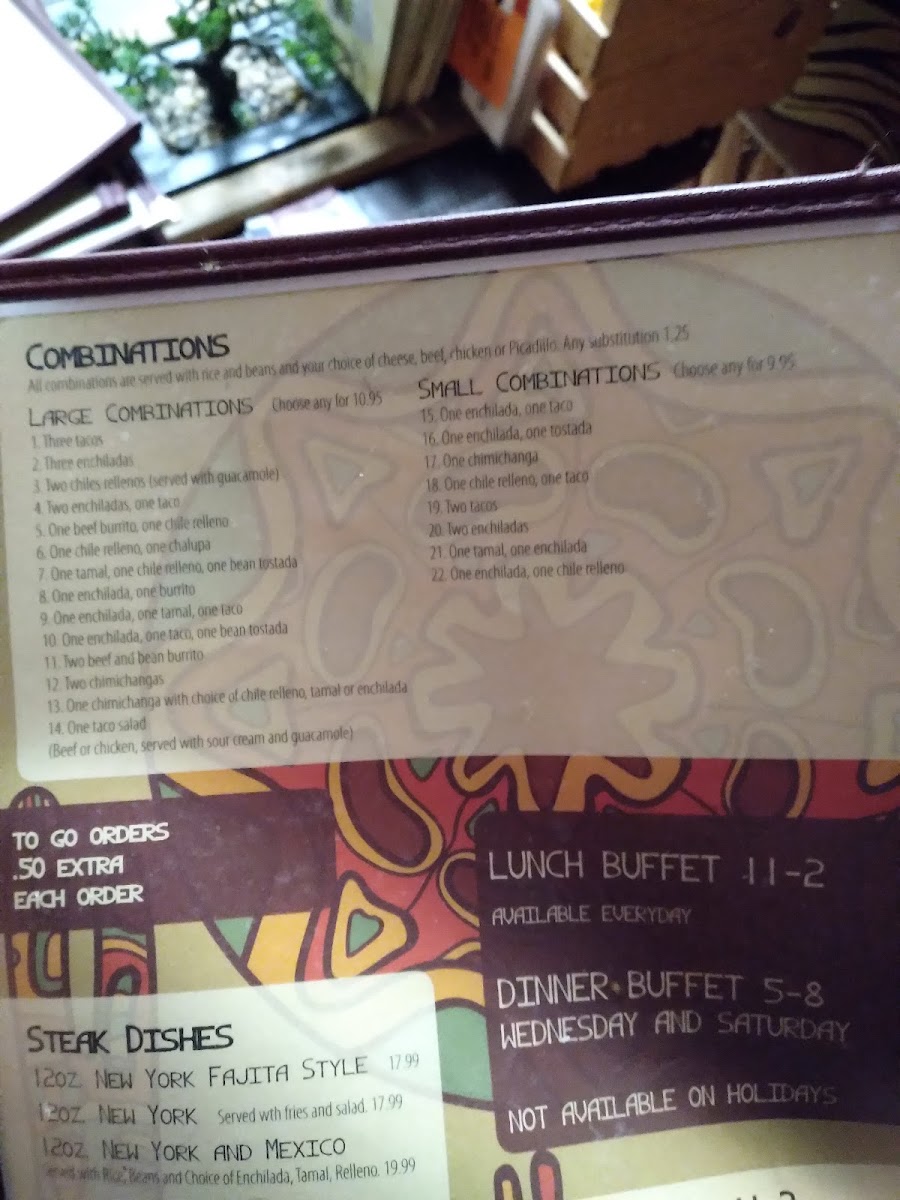 COMBINATIONS
All combinations are served with rice and beans and your choice of cheese, beef, chicken or Picadillo. Any substitution 1.25
LARGE COMBINATIONS Choose any for 10.95
1. Three tacos
2. Three enchiladas
3. Two chiles rellenos (served with guacamole)
4. Two enchiladas, one taco
5. One beef burrito, one chile relleno
6. One chile relleno, one chalupa
7. One tamal, one chile relleno, one bean tostada
8. One enchilada, one burrito
9. One enchilada, one tamal, one taco
10. One enchilada, one taco, one bean tostada
11. Two beef and bean burrito
12. Two chimichangas
13. One chimichanga with choice of chile relleno, tamal or enchilada
14. One taco salad
(Beef or chicken, served with sour cream and guacamole)
SMALL COMBINATIONS Choose any for 9.95
15. One enchilada, one taco
16. One enchilada, one tostada
17. One chimichanga
18. One chile relleno, one taco
19. Two tacos
20. Two enchiladas
21. One tamal, one enchilada
22. One enchilada, one chile relleno
TO GO ORDERS
.50 EXTRA
EACH ORDER
LUNCH BUFFET 11-2
AVAILABLE EVERYDAY
DINNER BUFFET 5-8
WEDNESDAY AND SATURDAY
NOT AVAILABLE ON HOLIDAYS
STEAK DISHES
12OZ. NEW YORK FAJITA STYLE 17.99
12OZ. NEW YORK Served wth fries and salad. 17.99
12OZ. NEW YORK AND MEXICO
served with Rice, Beans and Choice of Enchilada, Tamal, Relleno. 19.99